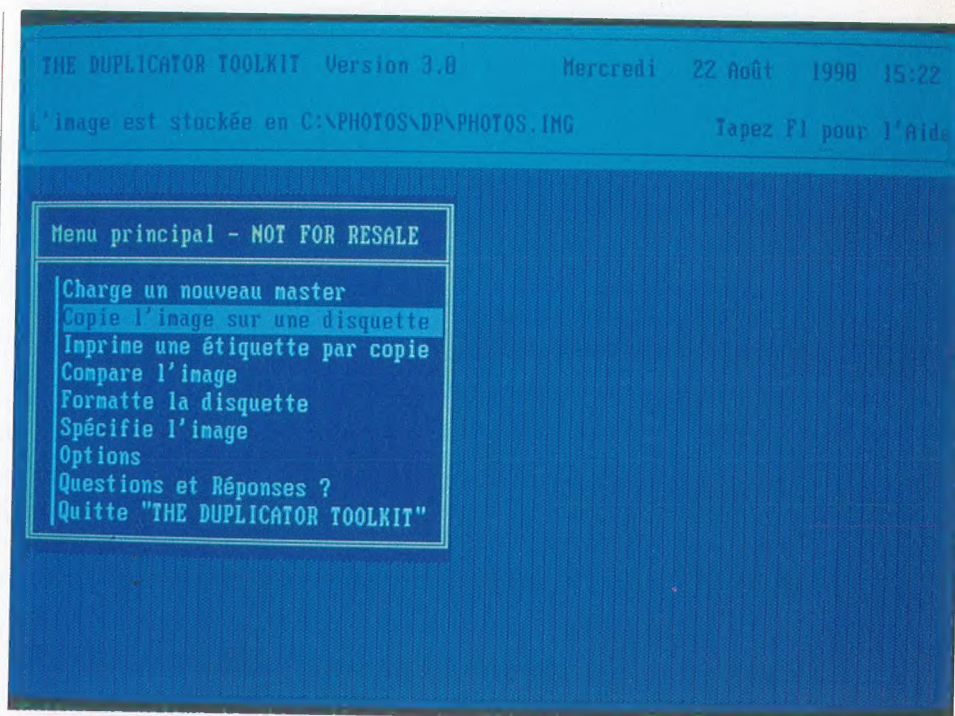 THE DUPLICATOR TOOLKIT Version 3.0 Mercredi 22 Août 1990 15:22
L'image est stockée en C:\PHOTOS\DP\PHOTOS.IMG Tapez F1 pour l'Aide
Menu principal - NOT FOR RESALE
Charge un nouveau master
Copie l'image sur une disquette
Imprime une étiquette par copie
Compare l'image
Formatte la disquette
Spécifie l'image
Options
Questions et Réponses ?
Quitte "THE DUPLICATOR TOOLKIT"